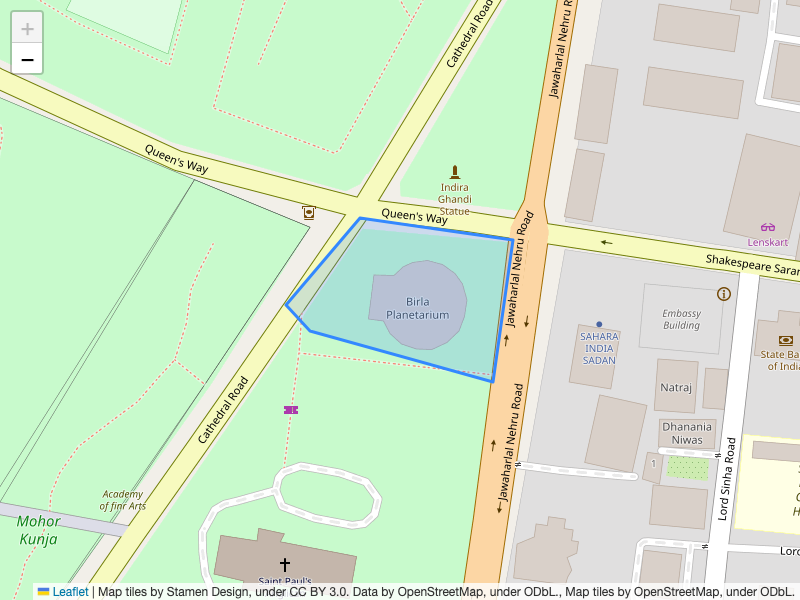 +
−
Cathedral Road
Jawaharlal Nehru R
Queen's Way
Indira
Ghandi
Statue
Queen's Way
Jawaharlal Nehru Road
Lenskart
Shakespeare Saran
Birla
Planetarium
Embassy
Building
SAHARA
INDIA
SADAN
State Ba
of India
Natraj
Cathedral Road
Jawaharlal Nehru Road
Dhanania
Niwas
Lord Sinha Road
1
Academy
of finr Arts
Mohor
Kunja
C
H
Lord
Saint Paul's
Leaflet | Map tiles by Stamen Design, under CC BY 3.0. Data by OpenStreetMap, under ODbL., Map tiles by OpenStreetMap, under ODbL.